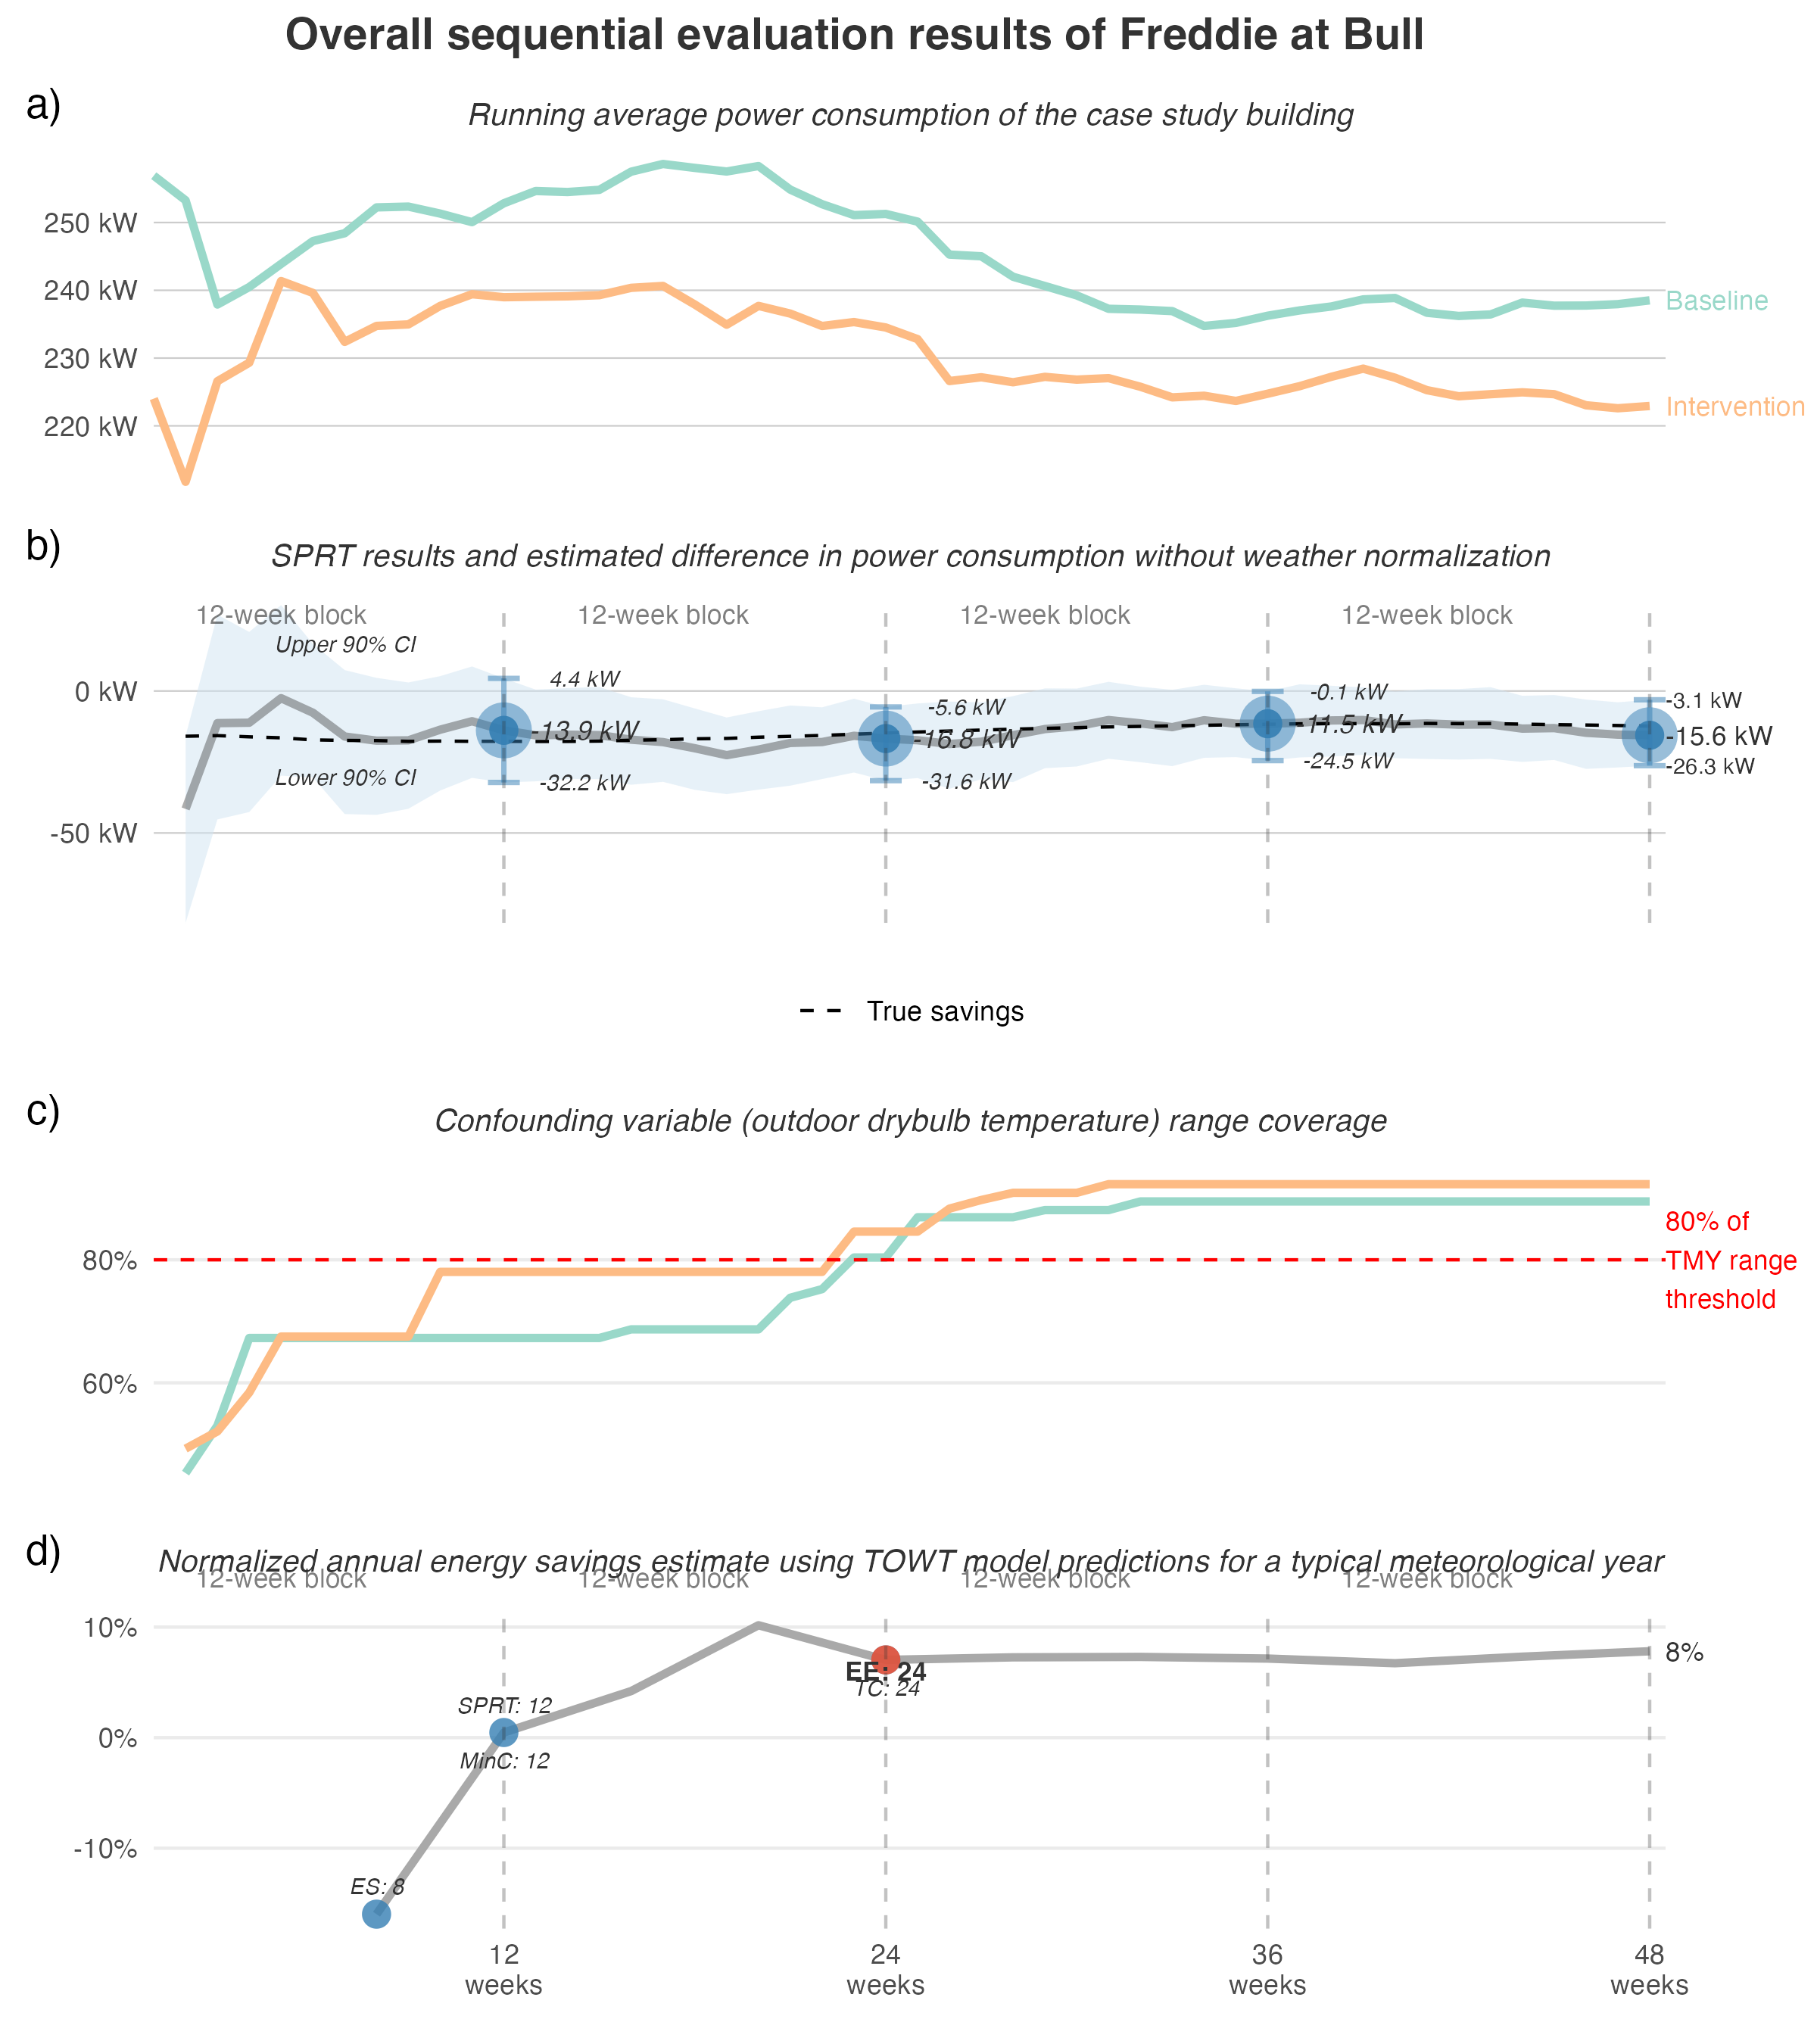 Overall sequential evaluation results of Freddie at Bull
a)
Running average power consumption of the case study building
250 kW
240 kW
230 kW
220 kW
Baseline
Intervention
b)
SPRT results and estimated difference in power consumption without weather normalization
12-week block 12-week block 12-week block 12-week block
Upper 90% CI
Lower 90% CI
0 kW
-50 kW
4.4 kW
-13.9 kW
-32.2 kW
-5.6 kW
-16.8 kW
-31.6 kW
-0.1 kW
-11.5 kW
-24.5 kW
-3.1 kW
-15.6 kW
-26.3 kW
True savings
c)
Confounding variable (outdoor drybulb temperature) range coverage
80%
60%
80% of
TMY range
threshold
d)
Normalized annual energy savings estimate using TOWT model predictions for a typical meteorological year
12-week block 12-week block 12-week block 12-week block
10%
0%
-10%
ES: 8
SPRT: 12
MinC: 12
EE: 24
TC: 24
8%
12
weeks
24
weeks
36
weeks
48
weeks